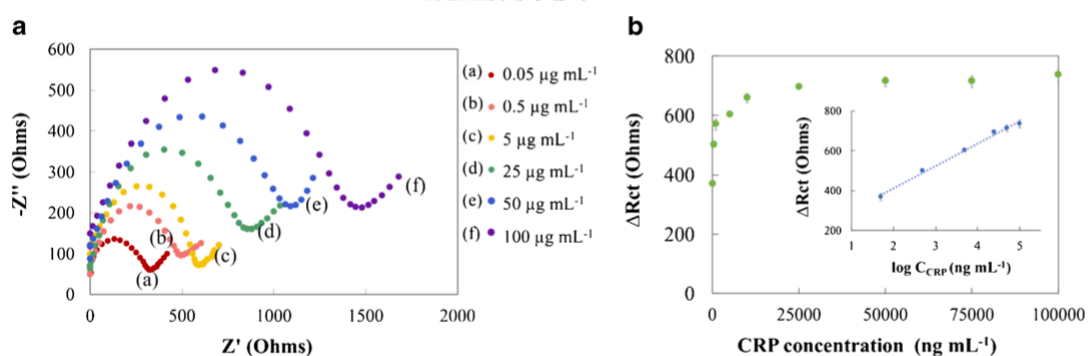 a
600
500
400
300
200
100
0
-Z'' (Ohms)
0 500 1000 1500 2000
Z' (Ohms)
(a) (b) (c) (d) (e) (f)
(a) 0.05 µg mL-1
(b) 0.5 µg mL-1
(c) 5 µg mL-1
(d) 25 µg mL-1
(e) 50 µg mL-1
(f) 100 µg mL-1
b
800
600
400
200
0
ΔRct (Ohms)
0 25000 50000 75000 100000
CRP concentration (ng mL-1)
800
600
400
200
ΔRct (Ohms)
1 2 3 4 5
log CCRP (ng mL-1)